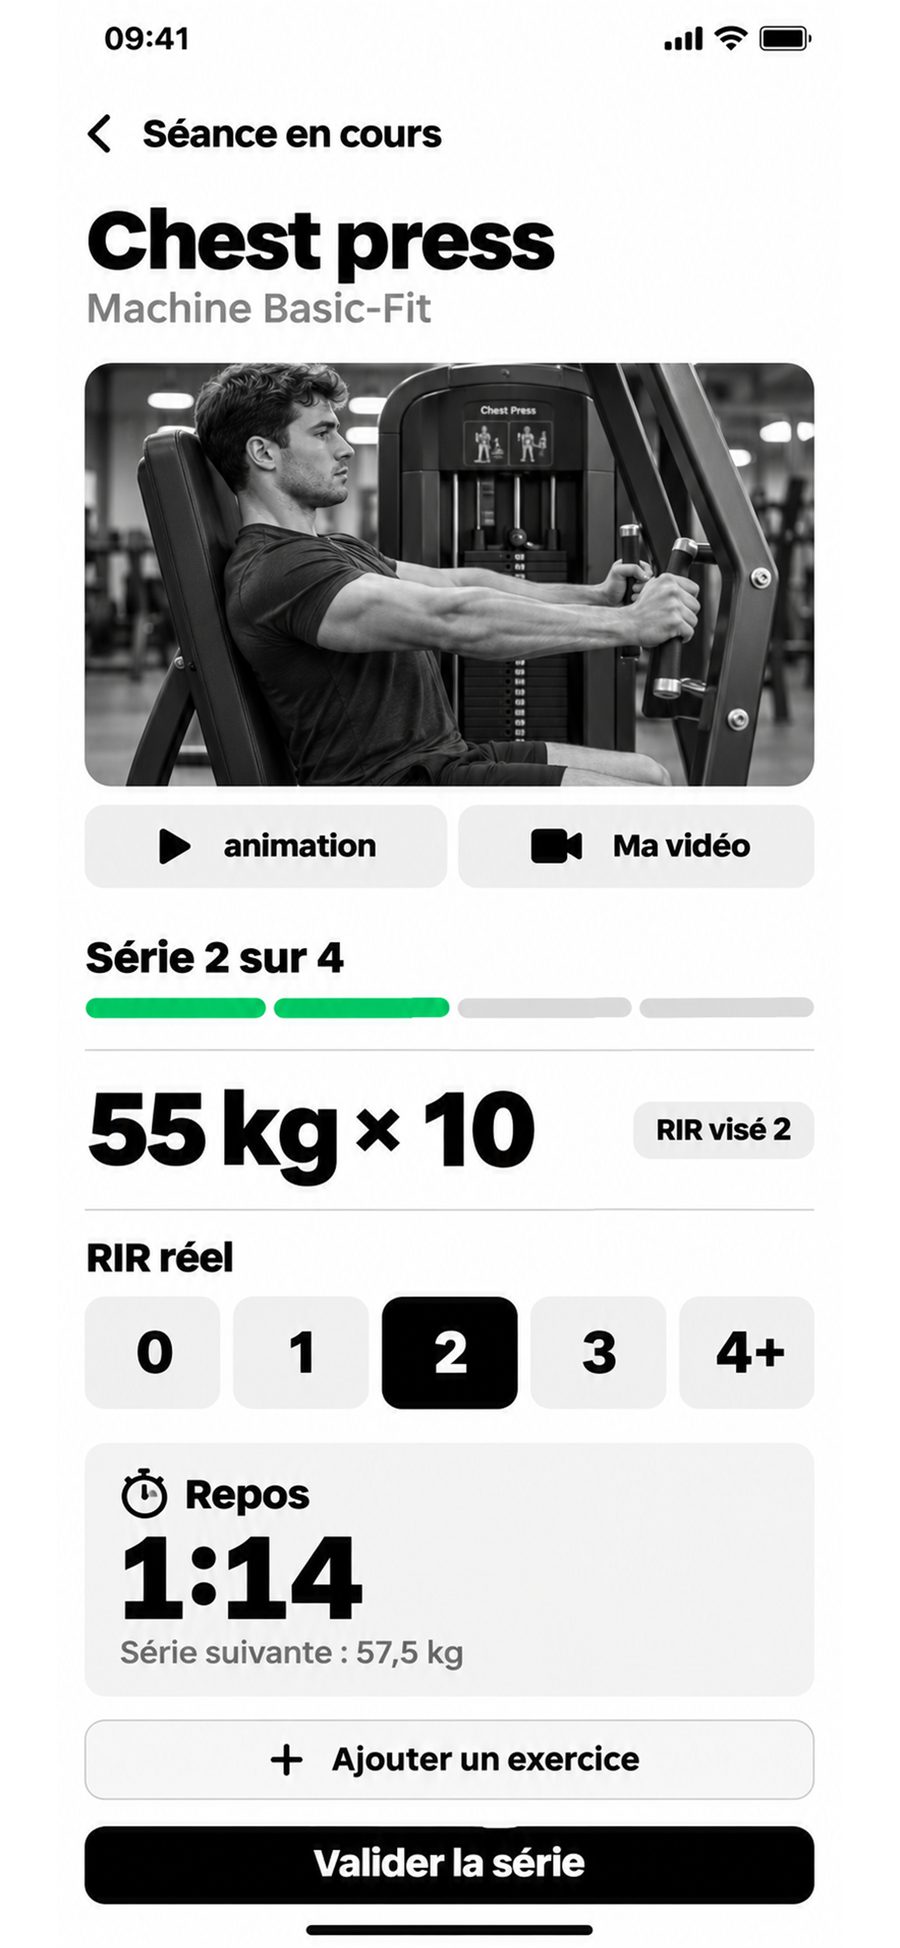 09:41
Séance en cours
Chest press
Machine Basic-Fit
Chest Press
animation
Ma vidéo
Série 2 sur 4
55 kg × 10
RIR visé 2
RIR réel
0
1
2
3
4+
Repos
1:14
Série suivante : 57,5 kg
+ Ajouter un exercice
Valider la série